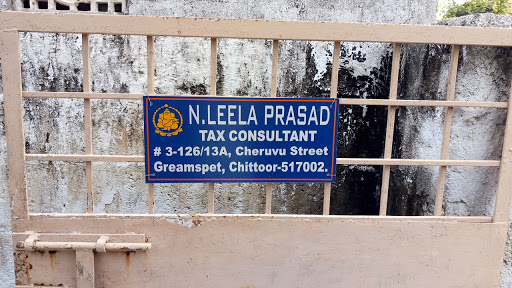 N.LEELA PRASAD
TAX CONSULTANT
# 3-126/13A, Cheruvu Street
Greamspet, Chittoor-517002.